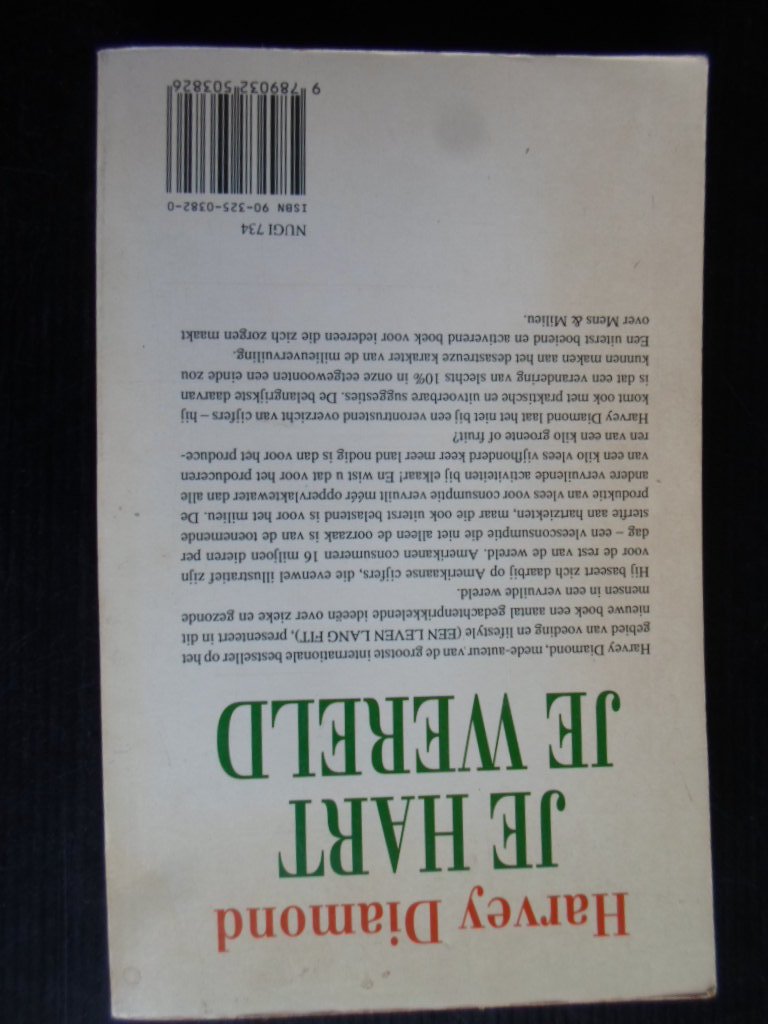 Harvey Diamond
JE HART
JE WERELD
Harvey Diamond, mede-auteur van de grootste internationale bestseller op het
gebied van voeding en lifestyle (EEN LEVEN LANG FIT), presenteert in dit
nieuwe boek een aantal gedachtenprikkelende ideeën over zieke en gezonde
mensen in een vervuilde wereld.
Hij baseert zich daarbij op Amerikaanse cijfers, die evenwel illustratief zijn
voor de rest van de wereld. Amerikanen consumeren 16 miljoen dieren per
dag – een vleesconsumptie die niet alleen de oorzaak is van de toenemende
sterfte aan hartziekten, maar die ook uiterst belastend is voor het milieu. De
produktie van vlees voor consumptie vervuilt méér oppervlaktewater dan alle
andere vervuilende activiteiten bij elkaar! En wist u dat voor het produceren
van een kilo vlees vijfhonderd keer meer land nodig is dan voor het produce-
ren van een kilo groente of fruit?
Harvey Diamond laat het niet bij een verontrustend overzicht van cijfers – hij
komt ook met praktische en uitvoerbare suggesties. De belangrijkste daarvan
is dat een verandering van slechts 10% in onze eetgewoonten een einde zou
kunnen maken aan het desastreuze karakter van de milieuvervuiling.
Een uiterst boeiend en activerend boek voor iedereen die zich zorgen maakt
over Mens & Milieu.
NUGI 734
ISBN 90-325-0382-0
9 789032 503826